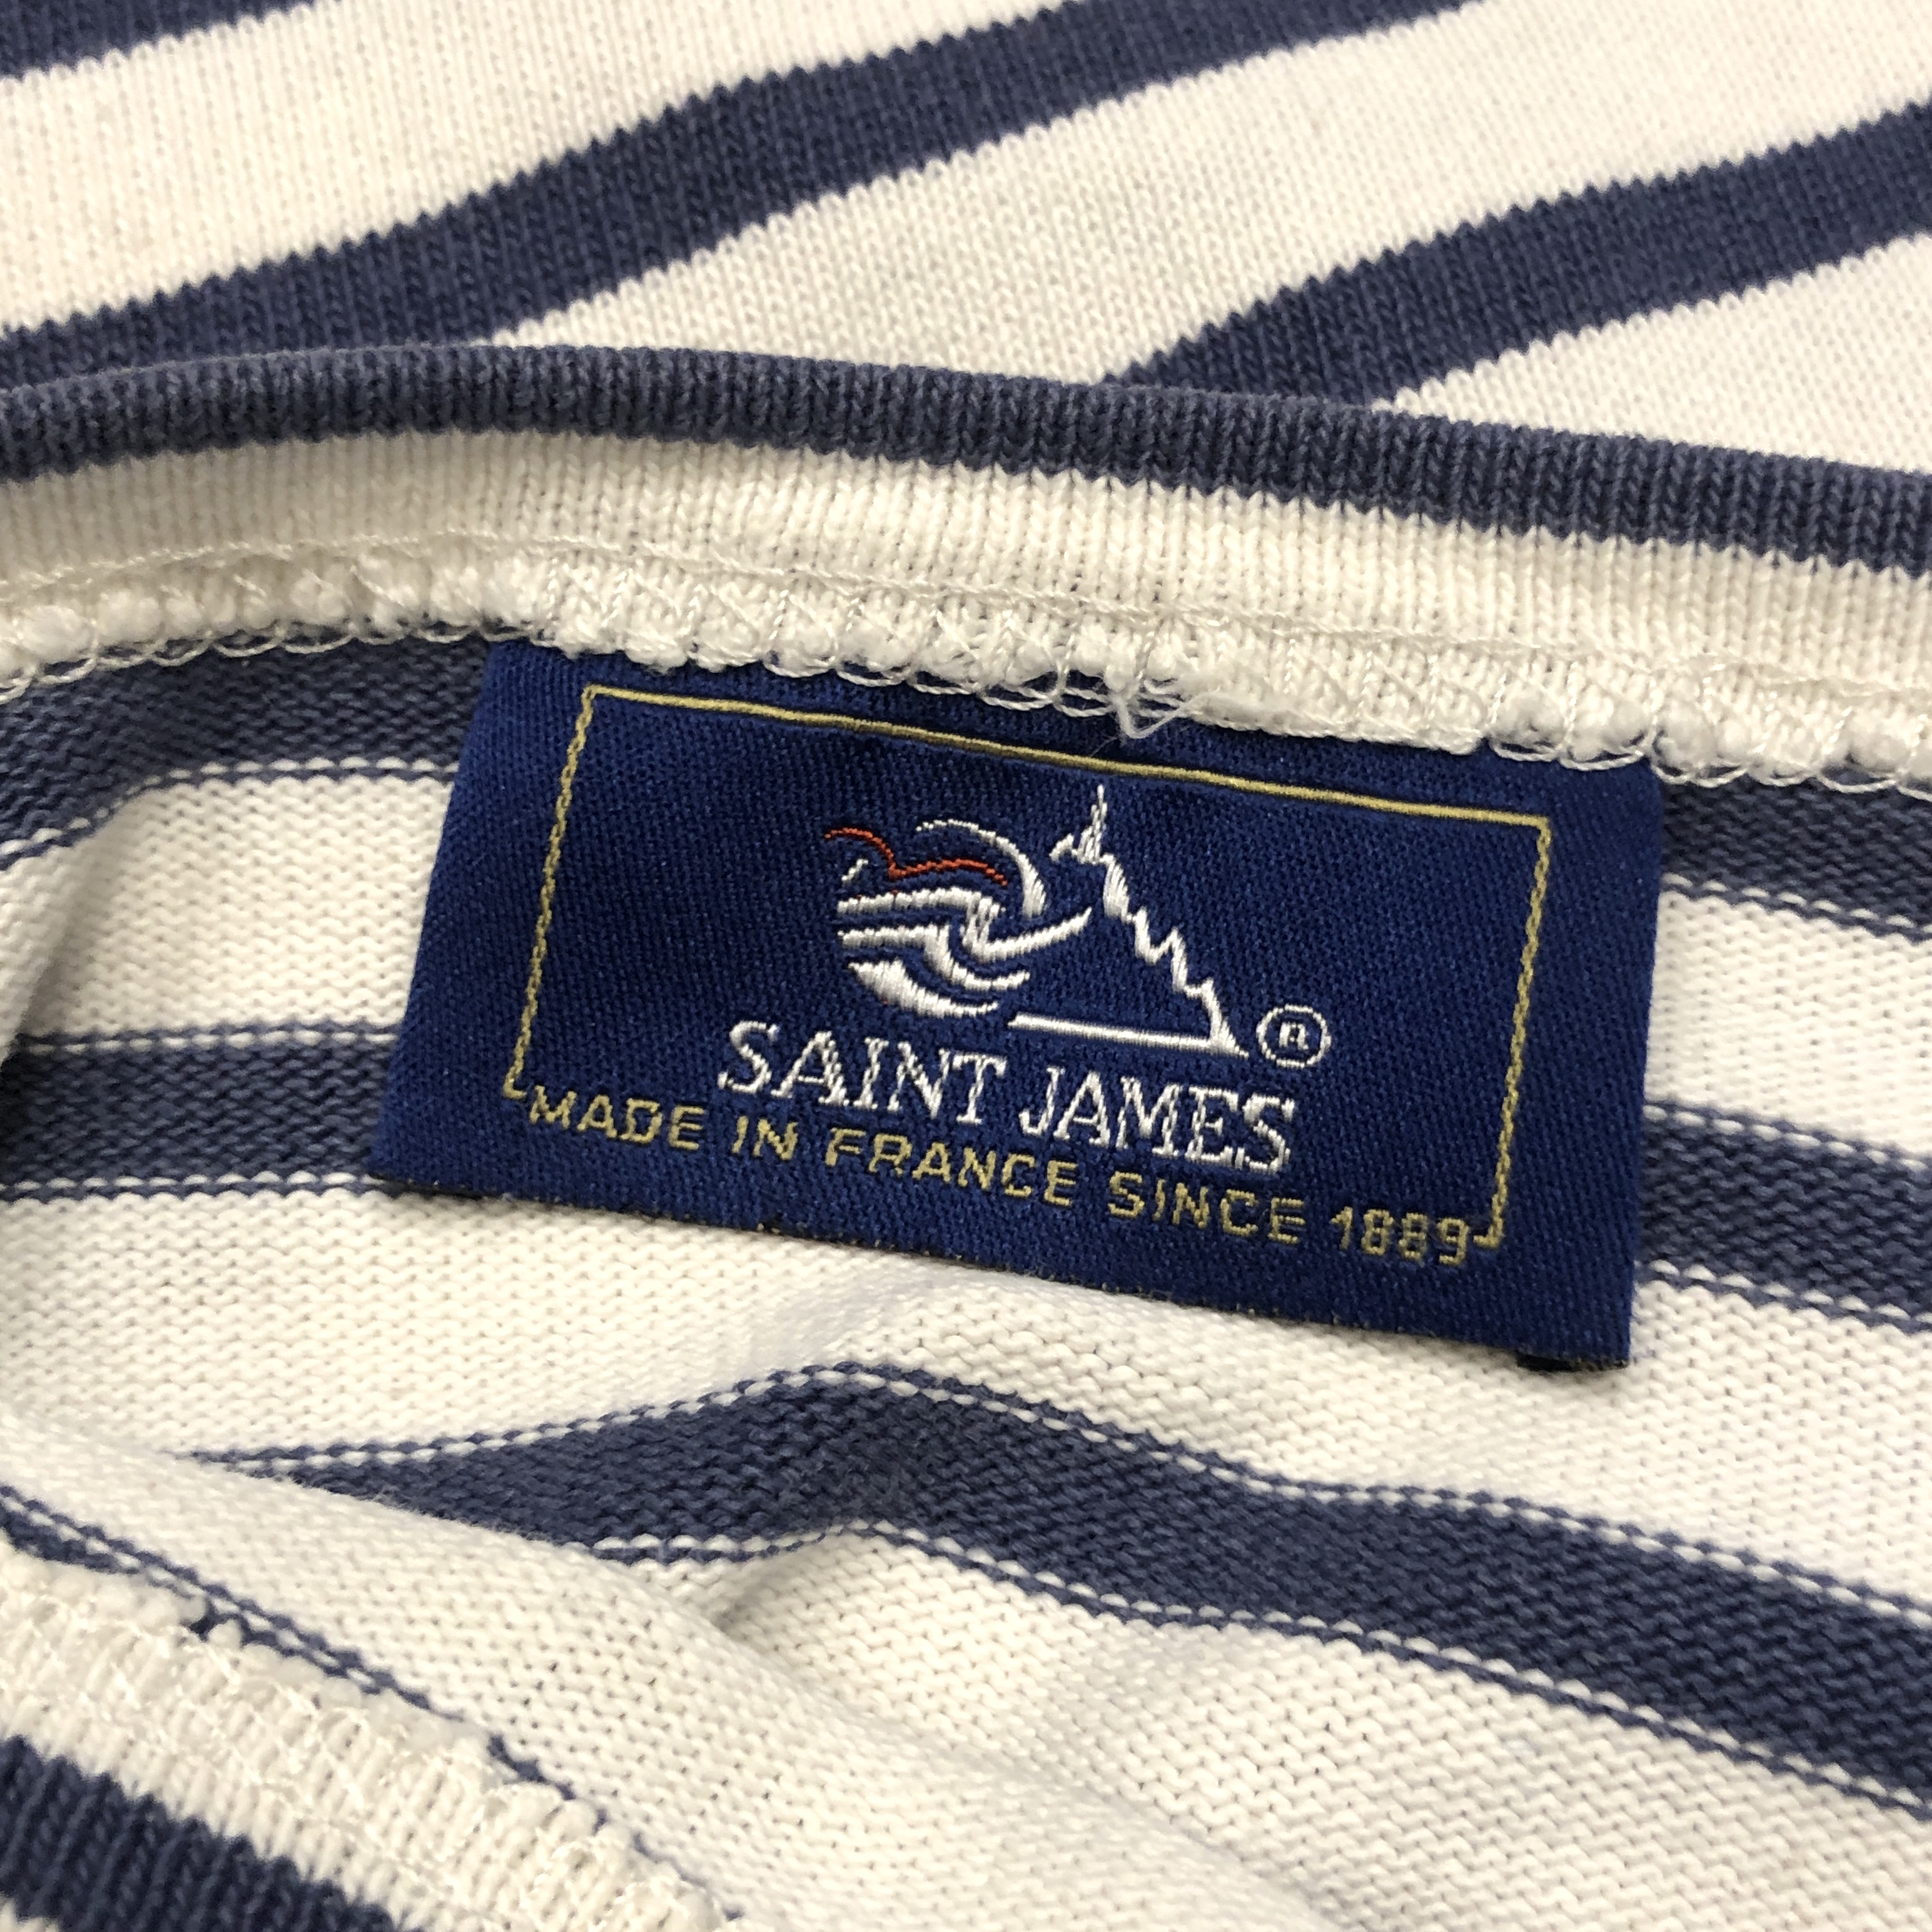 ®
SAINT JAMES
MADE IN FRANCE SINCE 1889